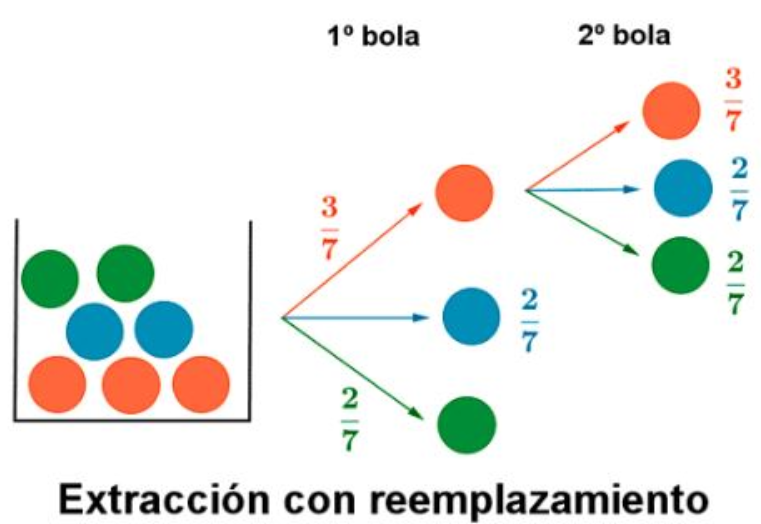 1º bola
2º bola
3/7
2/7
2/7
3/7
2/7
2/7
Extracción con reemplazamiento